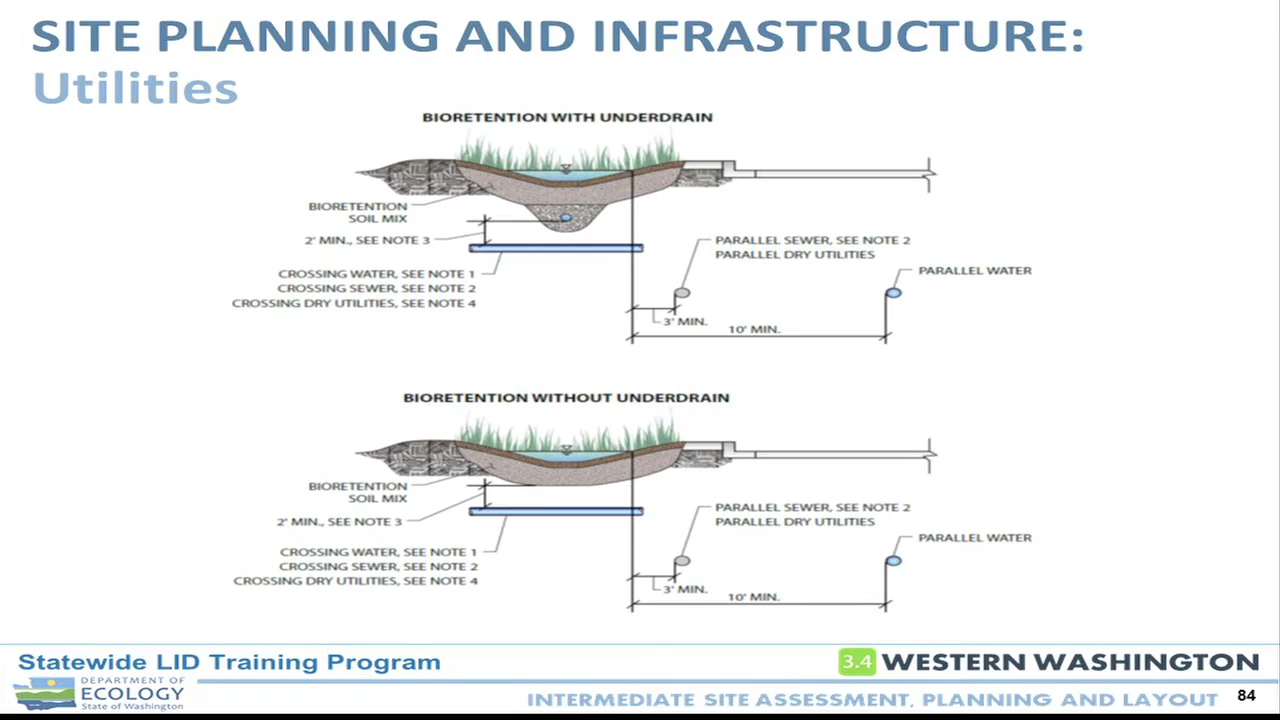 SITE PLANNING AND INFRASTRUCTURE:
Utilities
BIORETENTION WITH UNDERDRAIN
BIORETENTION
SOIL MIX
2' MIN., SEE NOTE 3
CROSSING WATER, SEE NOTE 1
CROSSING SEWER, SEE NOTE 2
CROSSING DRY UTILITIES, SEE NOTE 4
PARALLEL SEWER, SEE NOTE 2
PARALLEL DRY UTILITIES
PARALLEL WATER
3' MIN.
10' MIN.
BIORETENTION WITHOUT UNDERDRAIN
BIORETENTION
SOIL MIX
2' MIN., SEE NOTE 3
CROSSING WATER, SEE NOTE 1
CROSSING SEWER, SEE NOTE 2
CROSSING DRY UTILITIES, SEE NOTE 4
PARALLEL SEWER, SEE NOTE 2
PARALLEL DRY UTILITIES
PARALLEL WATER
3' MIN.
10' MIN.
Statewide LID Training Program
3.4 WESTERN WASHINGTON
DEPARTMENT OF
ECOLOGY
State of Washington
INTERMEDIATE SITE ASSESSMENT, PLANNING AND LAYOUT
84